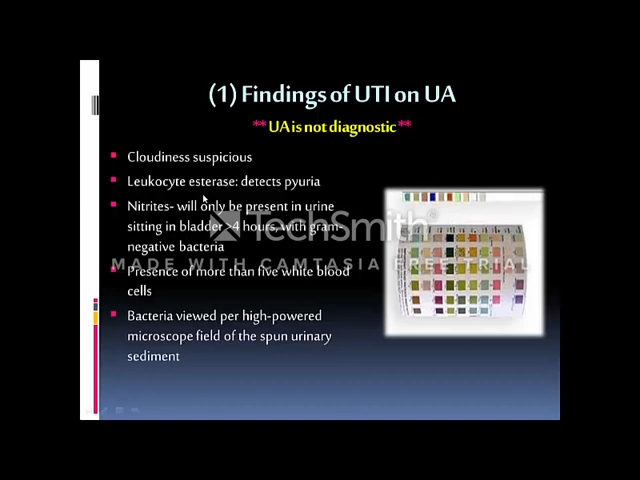 (1) Findings of UTI on UA
**UA is not diagnostic**
Cloudiness suspicious
Leukocyte esterase: detects pyuria
Nitrites- will only be present in urine
sitting in bladder >4 hours, with gram-
negative bacteria
Presence of more than five white blood
cells
Bacteria viewed per high-powered
microscope field of the spun urinary
sediment
TechSmith
MADE WITH CAMTASIA FREE TRIAL